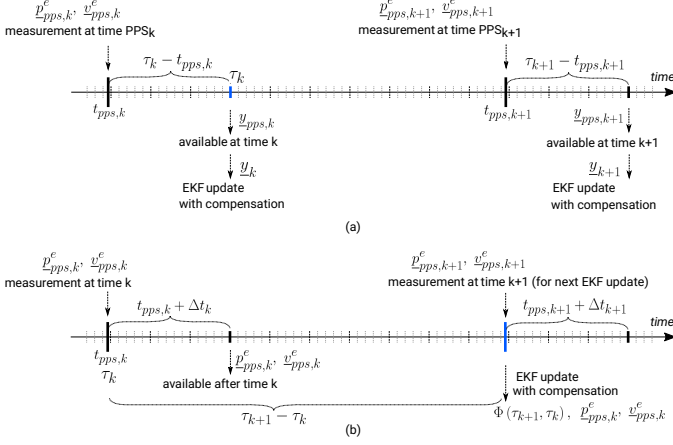 p^e_{pps,k}, v^e_{pps,k}
measurement at time PPS_k
p^e_{pps,k+1}, v^e_{pps,k+1}
measurement at time PPS_{k+1}
τ_k − t_{pps,k}
τ_k
τ_{k+1} − t_{pps,k+1}
time
t_{pps,k}
t_{pps,k+1}
y_{pps,k}
available at time k
y_{pps,k+1}
available at time k+1
y_k
EKF update
with compensation
y_{k+1}
EKF update
with compensation
(a)
p^e_{pps,k}, v^e_{pps,k}
measurement at time k
p^e_{pps,k+1}, v^e_{pps,k+1}
measurement at time k+1 (for next EKF update)
t_{pps,k} + Δt_k
t_{pps,k+1} + Δt_{k+1}
time
t_{pps,k}
τ_k
p^e_{pps,k}, v^e_{pps,k}
available after time k
EKF update
with compensation
τ_{k+1} − τ_k
Φ(τ_{k+1}, τ_k), p^e_{pps,k}, v^e_{pps,k}
(b)